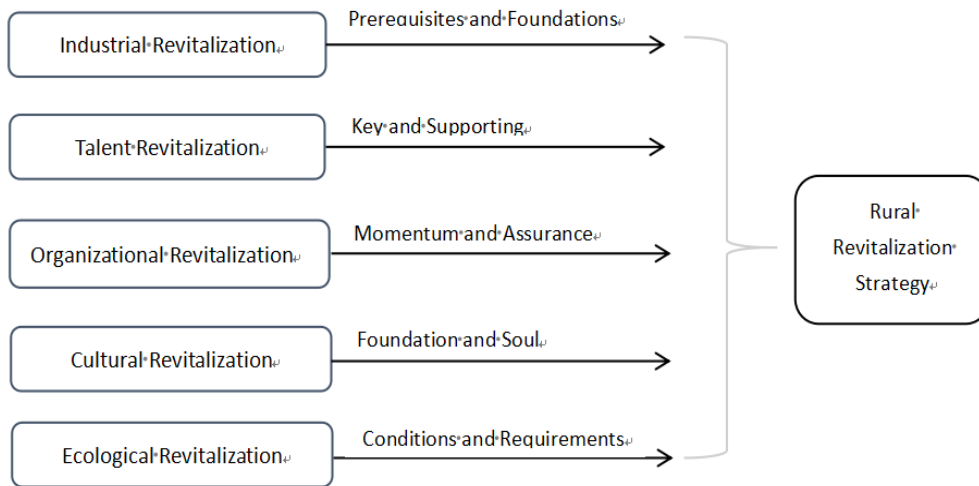 Prerequisites and Foundations
Industrial Revitalization
Key and Supporting
Talent Revitalization
Momentum and Assurance
Organizational Revitalization
Foundation and Soul
Cultural Revitalization
Conditions and Requirements
Ecological Revitalization
Rural
Revitalization
Strategy